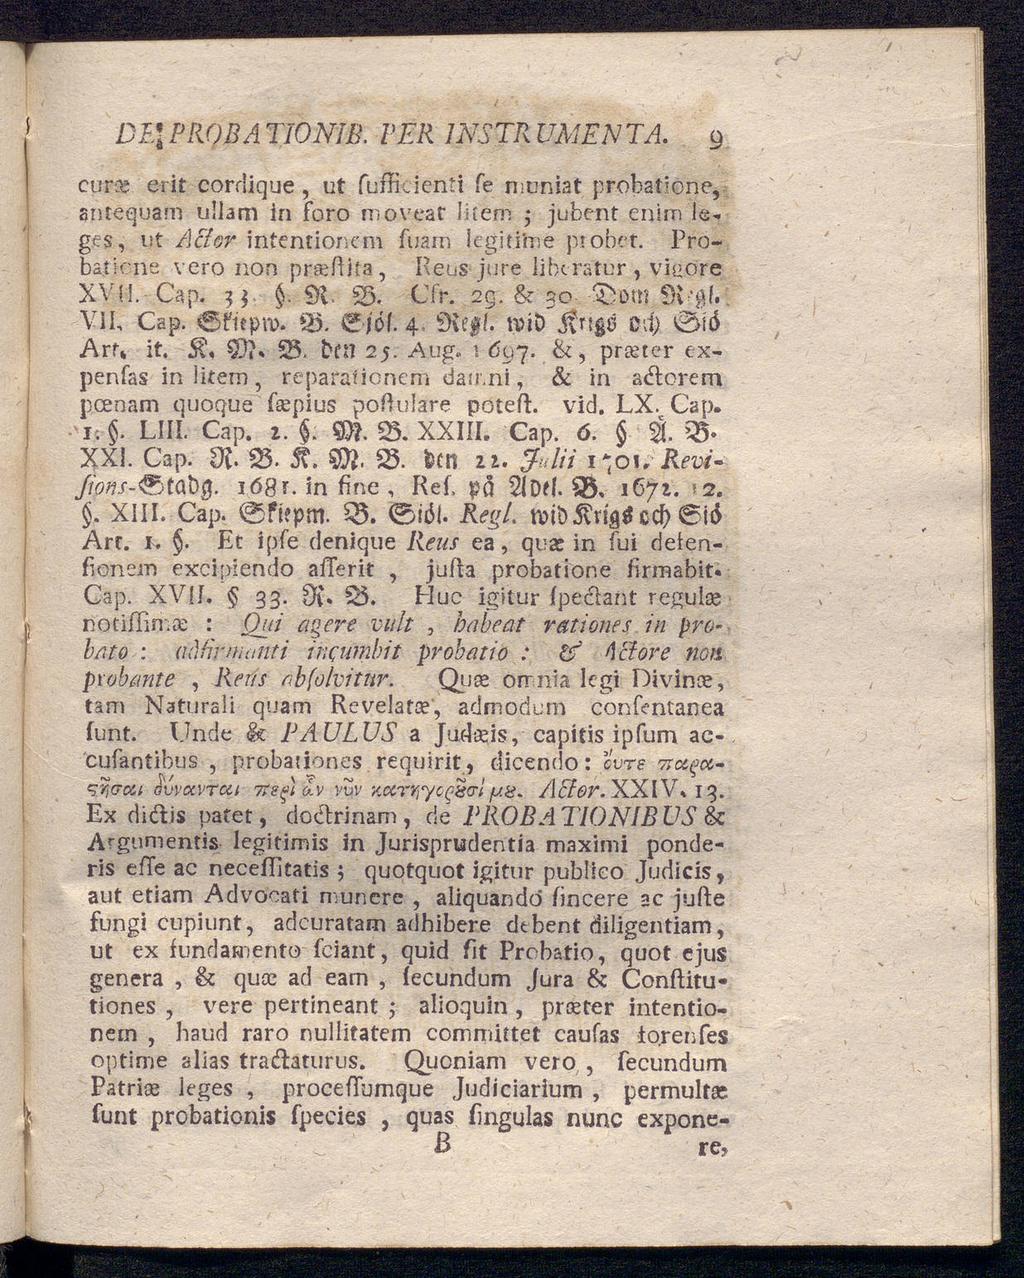 DE PROBATIONIB. PER INSTRUMENTA. 9
curæ erit cordique, ut ſufficienti ſe muniat probatione,
antequam ullam in foro moveat litem; jubent enim le-
ges, ut Actor intentionem ſuam legitime probet. Pro-
batione vero non præſtita, Reus jure liberatur, vigore
XVII. Cap. 33. §. R. B. Cfr. 29. & 30. Dom Regl.
VII. Cap. Skiepw. B. Siöl. 4. Regl. wid Krigs och Siö
Art. it. K. M. B. den 25. Aug. 1697. &, præter ex-
penſas in litem, reparationem damni, & in actorem
pœnam quoque ſæpius poſtulare poteſt. vid. LX. Cap.
1. §. LIII. Cap. 2. §. M. B. XXIII. Cap. 6. § A. B.
XXI. Cap. R. B. K. M. B. den 22. Julii 1701. Revi-
ſions-Stadg. 1681. in fine, Reſ. på Adel. B. 1672. 12.
§. XIII. Cap. Skiepm. B. Siöl. Regl. wid Krigs och Siö
Art. 1. §. Et ipſe denique Reus ea, quæ in ſui defen-
ſionem excipiendo aſſerit, juſta probatione firmabit.
Cap. XVII. § 33. R. B. Huc igitur ſpectant regulæ
notiſſimæ: Qui agere vult, habeat rationes in pro-
bato: adfirmanti incumbit probatio: & Actore non
probante, Reus abſolvitur. Quæ omnia legi Divinæ,
tam Naturali quam Revelatæ, admodum conſentanea
ſunt. Unde & PAULUS a Judæis, capitis ipſum ac-
cuſantibus, probationes requirit, dicendo: ὄυτε παρα-
ςῆσαι δύνανται περὶ ὧν νῦν κατηγορȣσί μȣ. Actor. XXIV. 13.
Ex dictis patet, doctrinam, de PROBATIONIBUS &
Argumentis legitimis in Jurisprudentia maximi ponde-
ris eſſe ac neceſſitatis; quotquot igitur publico Judicis,
aut etiam Advocati munere, aliquando ſincere ac juſte
fungi cupiunt, adcuratam adhibere debent diligentiam,
ut ex fundamento ſciant, quid ſit Probatio, quot ejus
genera, & quæ ad eam, ſecundum Jura & Conſtitu-
tiones, vere pertineant; alioquin, præter intentio-
nem, haud raro nullitatem committet cauſas forenſes
optime alias tractaturus. Quoniam vero, ſecundum
Patriæ leges, proceſſumque Judiciarium, permultæ
ſunt probationis ſpecies, quas ſingulas nunc expone-
B re,